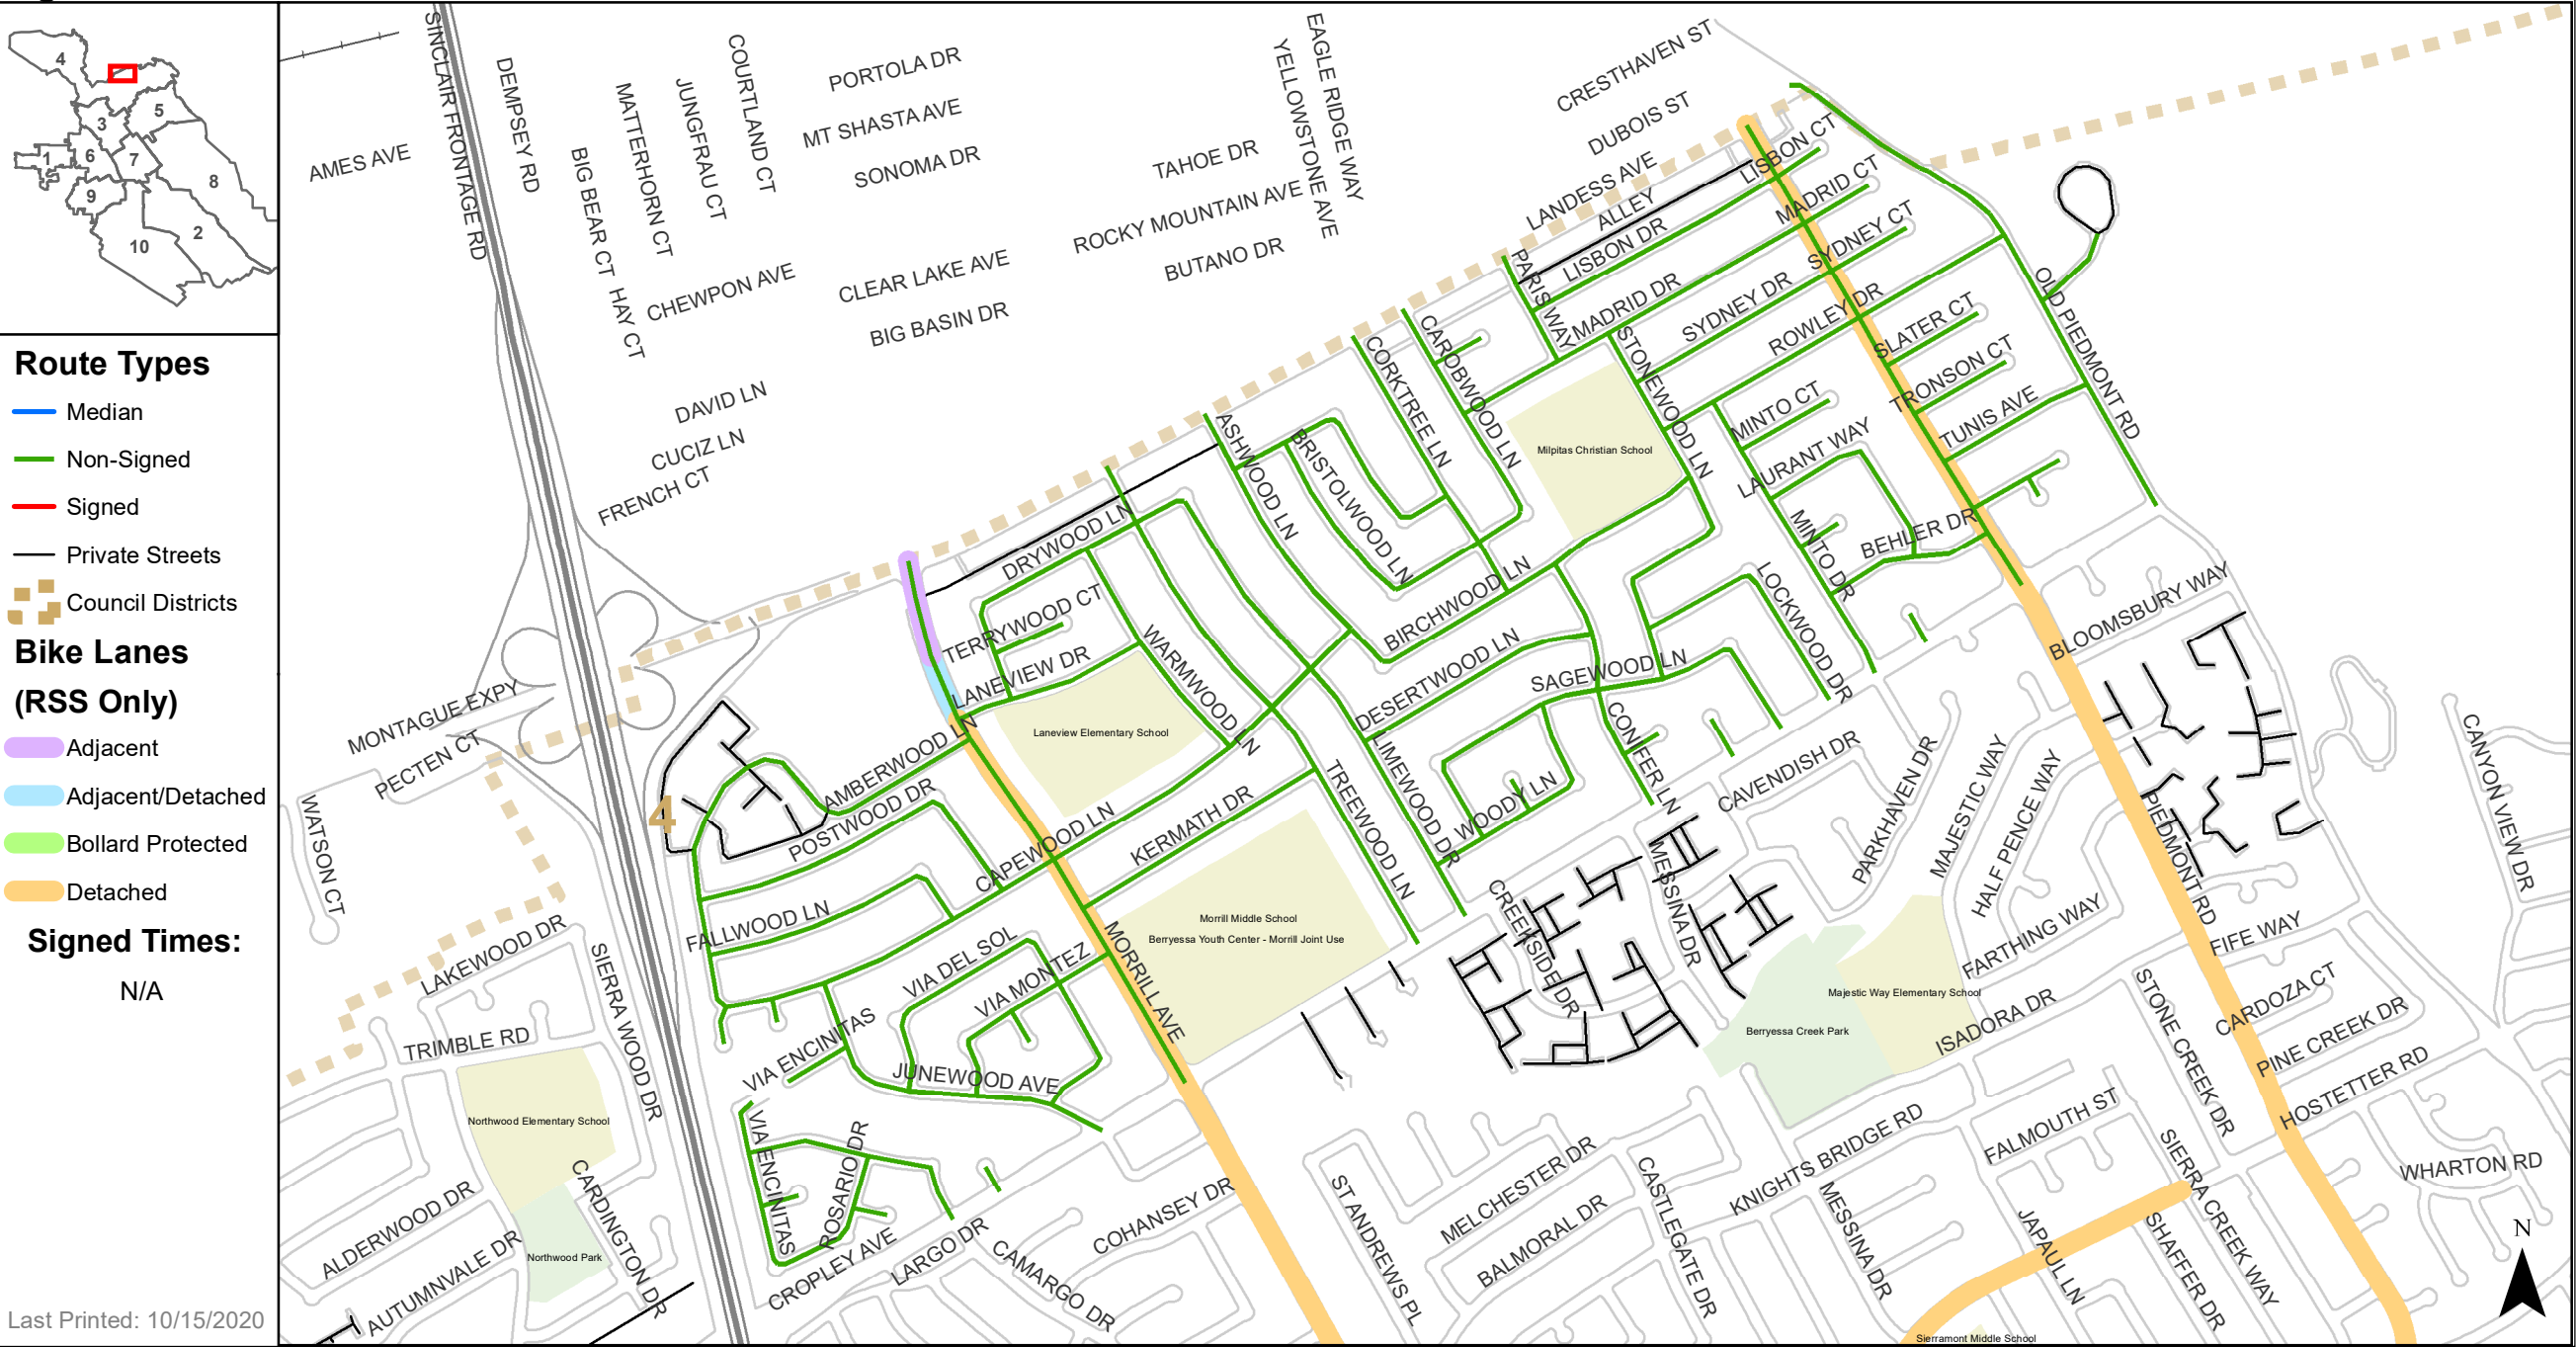 4
5
3
1
6
7
8
9
2
10
Route Types
Median
Non-Signed
Signed
Private Streets
Council Districts
Bike Lanes
(RSS Only)
Adjacent
Adjacent/Detached
Bollard Protected
Detached
Signed Times:
N/A
Last Printed: 10/15/2020
SINCLAIR FRONTAGE RD
DEMPSEY RD
AMES AVE
BIG BEAR CT
MATTERHORN CT
JUNGFRAU CT
COURTLAND CT
HAY CT
PORTOLA DR
MT SHASTA AVE
SONOMA DR
CHEWPON AVE
CLEAR LAKE AVE
BIG BASIN DR
DAVID LN
CUCIZ LN
FRENCH CT
TAHOE DR
ROCKY MOUNTAIN AVE
BUTANO DR
YELLOWSTONE AVE
EAGLE RIDGE WAY
CRESTHAVEN ST
DUBOIS ST
LANDESS AVE
ALLEY
LISBON DR
LISBON CT
MADRID CT
SYDNEY CT
PARIS WAY
MADRID DR
SYDNEY DR
ROWLEY DR
SLATER CT
TRONSON CT
TUNIS AVE
OLD PIEDMONT RD
CAROBWOOD LN
CORKTREE LN
STONEWOOD LN
MINTO CT
LAURANT WAY
MINTO DR
BEHLER DR
Milpitas Christian School
ASHWOOD LN
BRISTOLWOOD LN
BIRCHWOOD LN
DRYWOOD LN
TERRYWOOD CT
LANEVIEW DR
WARMWOOD LN
Laneview Elementary School
DESERTWOOD LN
SAGEWOOD LN
LOCKWOOD DR
CONIFER LN
LIMEWOOD DR
WOODY LN
TREEWOOD LN
BLOOMSBURY WAY
MONTAGUE EXPY
PECTEN CT
WATSON CT
4
AMBERWOOD LN
POSTWOOD DR
CAPEWOOD LN
KERMATH DR
FALLWOOD LN
VIA DEL SOL
VIA MONTEZ
MORRILL AVE
Morrill Middle School
Berryessa Youth Center - Morrill Joint Use
CAVENDISH DR
PARKHAVEN DR
MAJESTIC WAY
HALF PENCE WAY
PIEDMONT RD
CANYON VIEW DR
MESSINA DR
CREEKSIDE DR
FARTHING WAY
FIFE WAY
Majestic Way Elementary School
Berryessa Creek Park
ISADORA DR
STONE CREEK DR
CARDOZA CT
PINE CREEK DR
HOSTETTER RD
LAKEWOOD DR
SIERRA WOOD DR
TRIMBLE RD
VIA ENCINITAS
JUNEWOOD AVE
Northwood Elementary School
VIA ENCINITAS
ROSARIO DR
CARDINGTON DR
ALDERWOOD DR
AUTUMNVALE DR
Northwood Park
CROPLEY AVE
LARGO DR
CAMARGO DR
COHANSEY DR
ST ANDREWS PL
MELCHESTER DR
BALMORAL DR
CASTLEGATE DR
KNIGHTS BRIDGE RD
MESSINA DR
FALMOUTH ST
JAPAUL LN
SHAFFER DR
SIERRA CREEK WAY
WHARTON RD
Sierramont Middle School
N